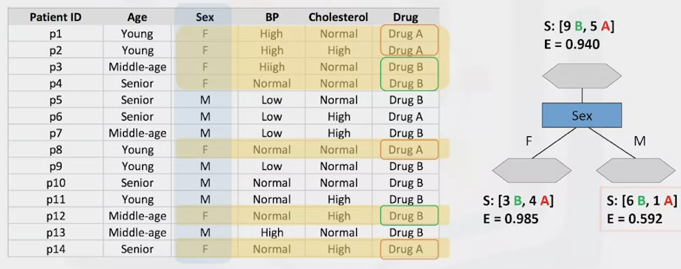 Patient ID Age Sex BP Cholesterol Drug
p1 Young F High Normal Drug A
p2 Young F High High Drug A
p3 Middle-age F Hiigh Normal Drug B
p4 Senior F Normal Normal Drug B
p5 Senior M Low Normal Drug B
p6 Senior M Low High Drug A
p7 Middle-age M Low High Drug B
p8 Young F Normal Normal Drug A
p9 Young M Low Normal Drug B
p10 Senior M Normal Normal Drug B
p11 Young M Normal High Drug B
p12 Middle-age F Normal High Drug B
p13 Middle-age M High Normal Drug B
p14 Senior F Normal High Drug A
S: [9 B, 5 A]
E = 0.940
Sex
F M
S: [3 B, 4 A] S: [6 B, 1 A]
E = 0.985 E = 0.592